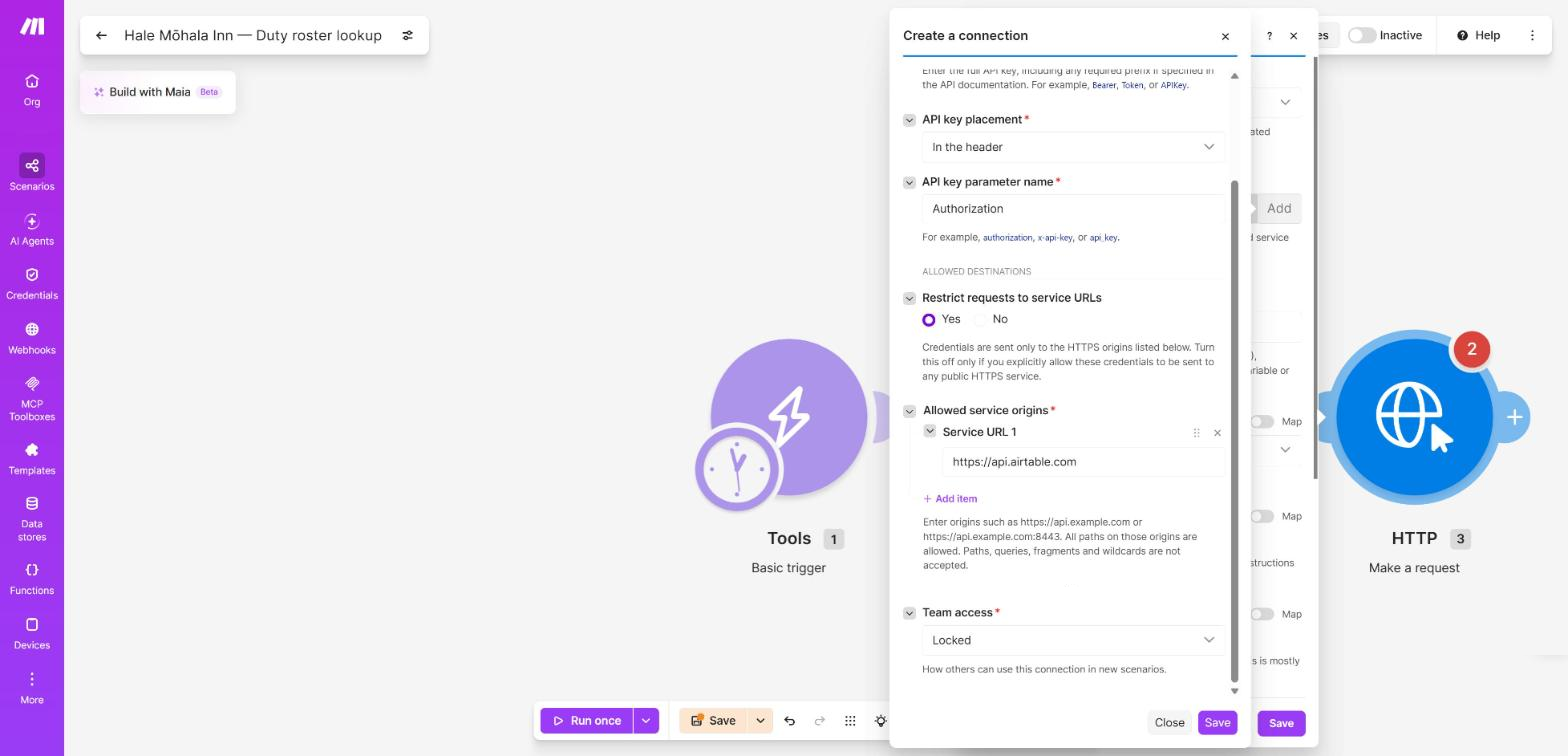 Hale Mōhala Inn — Duty roster lookup
Build with Maia Beta
Org
Scenarios
AI Agents
Credentials
Webhooks
MCP
Toolboxes
Templates
Data
stores
Functions
Devices
More
Tools 1
Basic trigger
Run once
Save
Create a connection
Enter the full API key, including any required prefix if specified in
the API documentation. For example, Bearer, Token, or APIKey.
API key placement*
In the header
API key parameter name*
Authorization
For example, authorization, x-api-key, or api_key.
ALLOWED DESTINATIONS
Restrict requests to service URLs
Yes No
Credentials are sent only to the HTTPS origins listed below. Turn
this off only if you explicitly allow these credentials to be sent to
any public HTTPS service.
Allowed service origins*
Service URL 1
https://api.airtable.com
+ Add item
Enter origins such as https://api.example.com or
https://api.example.com:8443. All paths on those origins are
allowed. Paths, queries, fragments and wildcards are not
accepted.
Team access*
Locked
How others can use this connection in new scenarios.
Close Save
?
Add
service
Map
Map
Map
s is mostly
Save
Inactive
Help
2
HTTP 3
Make a request